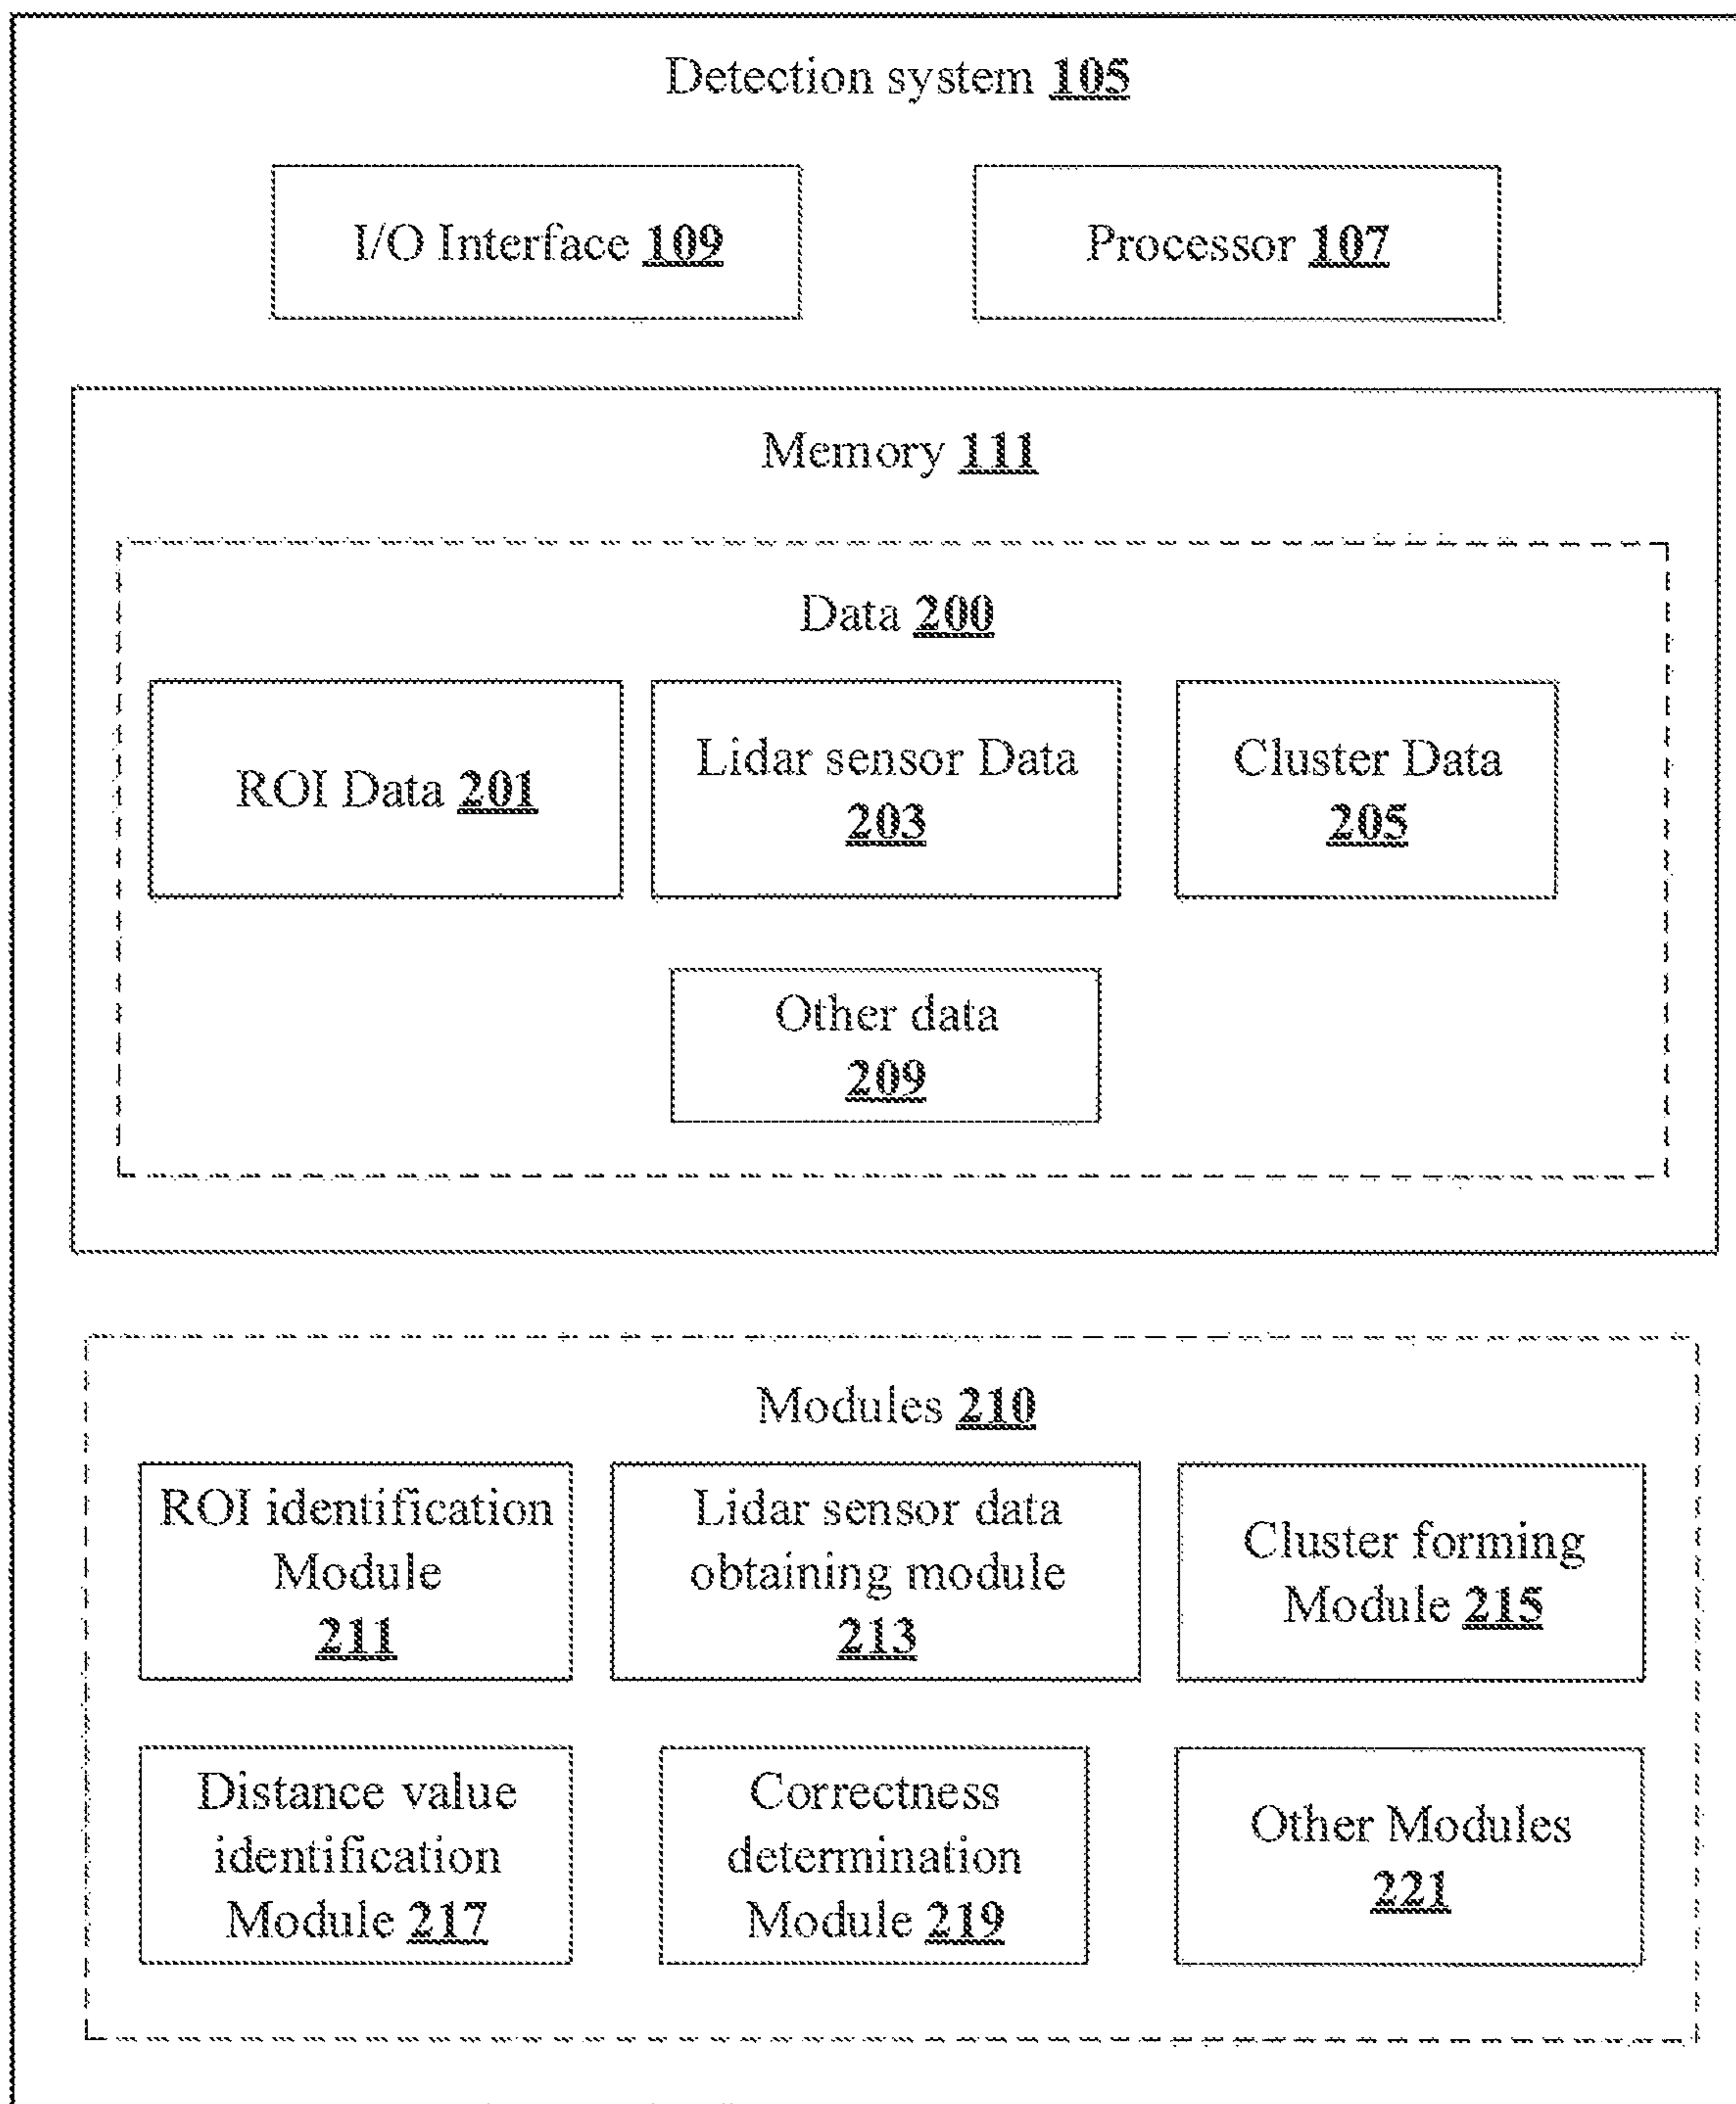 Detection system 105
I/O Interface 109
Processor 107
Memory 111
Data 200
ROI Data 201
Lidar sensor Data
203
Cluster Data
205
Other data
209
Modules 210
ROI identification
Module
211
Lidar sensor data
obtaining module
213
Cluster forming
Module 215
Distance value
identification
Module 217
Correctness
determination
Module 219
Other Modules
221